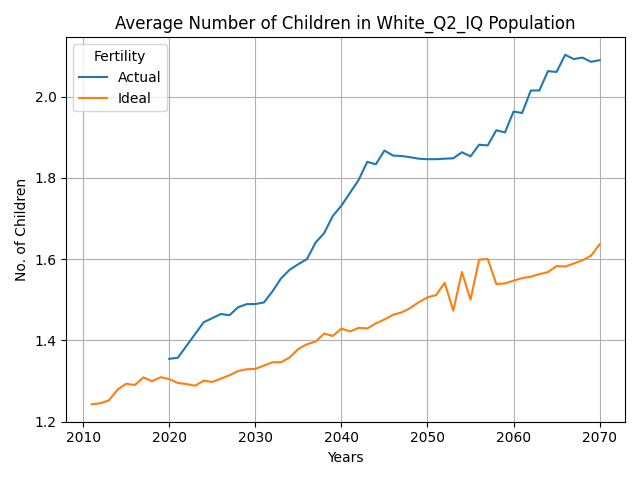 Average Number of Children in White_Q2_IQ Population
Fertility
Actual
Ideal
No. of Children
2.0
1.8
1.6
1.4
1.2
2010 2020 2030 2040 2050 2060 2070
Years